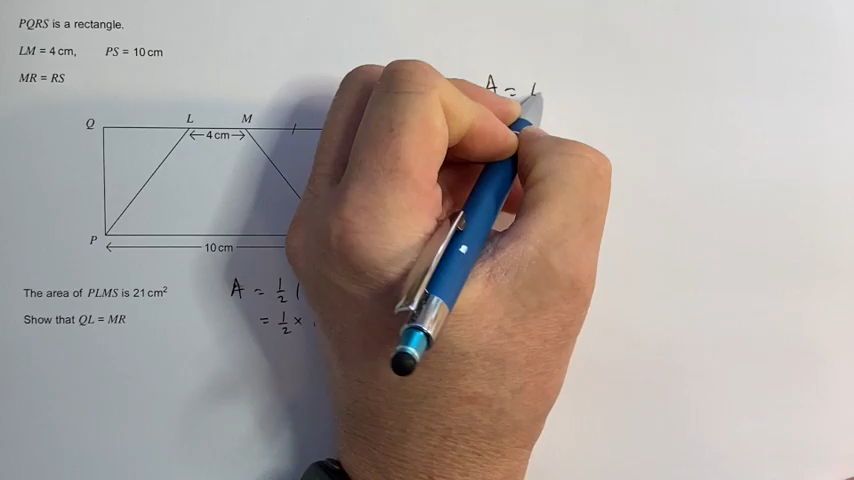 PQRS is a rectangle.
LM = 4 cm, PS = 10 cm
MR = RS
A =
Q L M
4 cm
P
10 cm
The area of PLMS is 21 cm²
A = 1/2 (
Show that QL = MR
= 1/2 ×